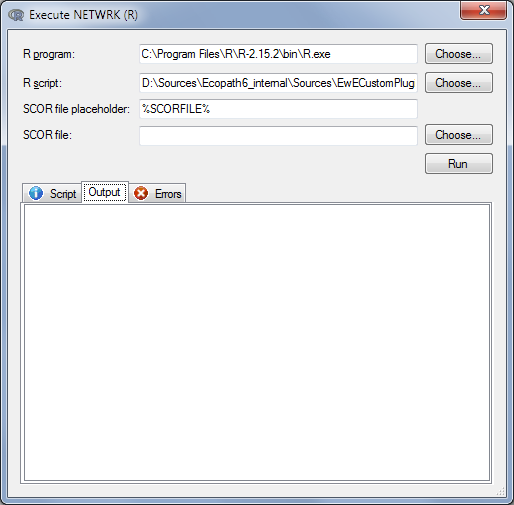 Execute NETWRK (R)
R program: C:\Program Files\R\R-2.15.2\bin\R.exe Choose...
R script: D:\Sources\Ecopath6_internal\Sources\EwECustomPlug Choose...
SCOR file placeholder: %SCORFILE%
SCOR file: Choose...
Run
Script Output Errors